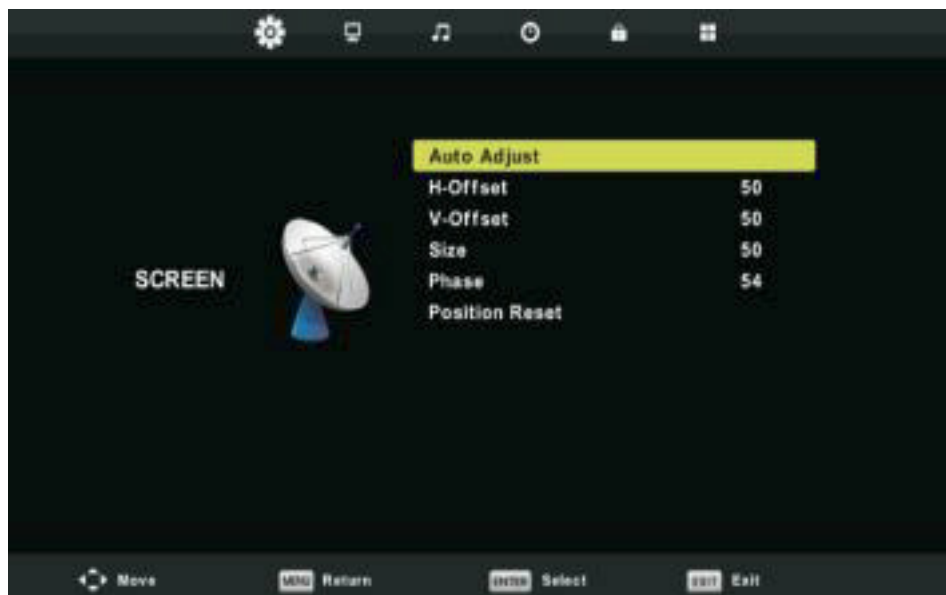 Auto Adjust
H-Offset 50
V-Offset 50
Size 50
SCREEN
Phase 54
Position Reset
Move MENU Return ENTER Select EXIT Exit